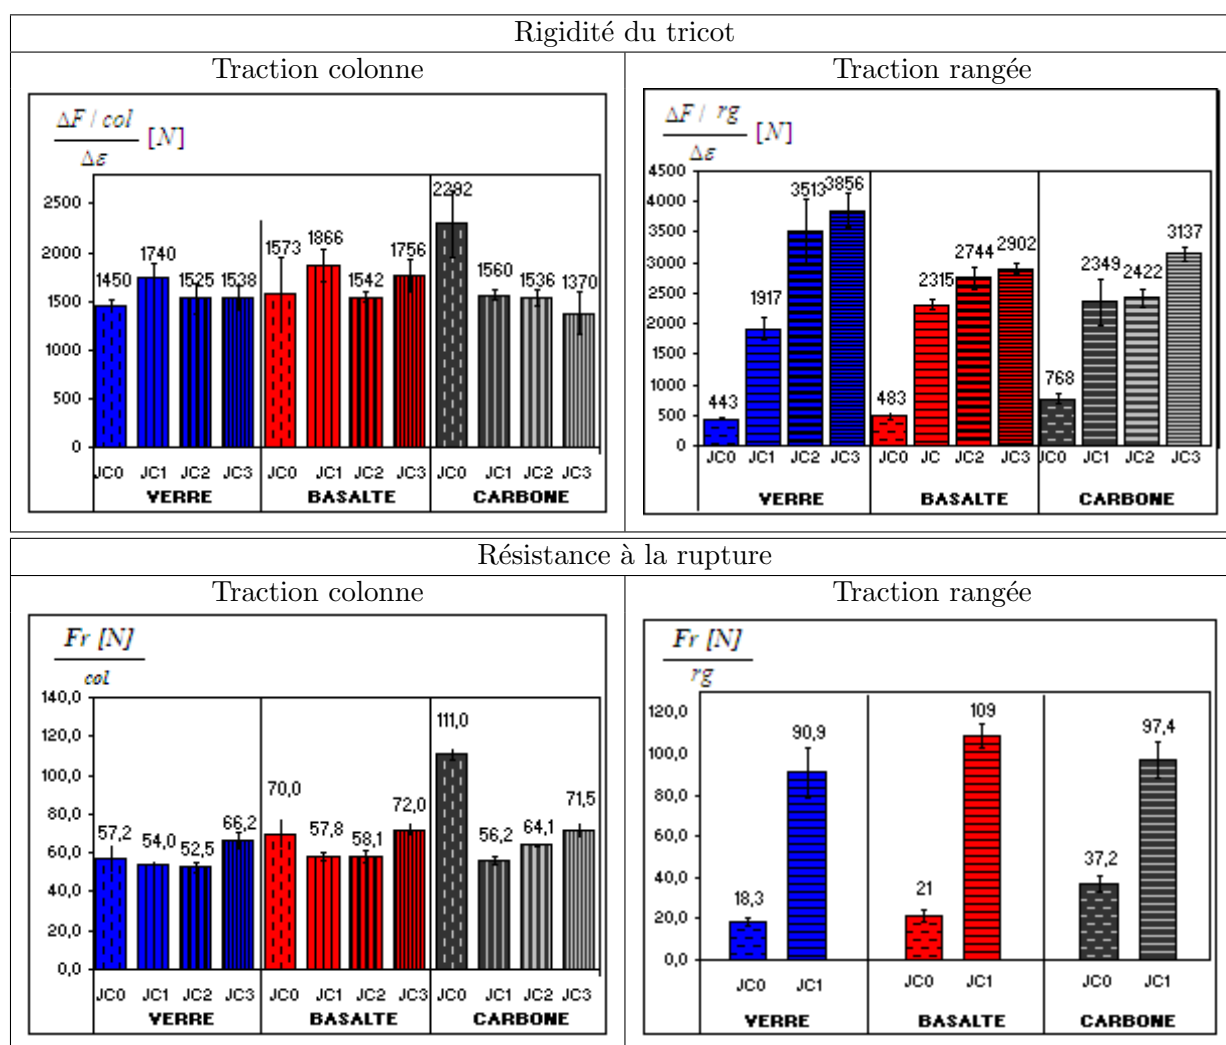 Rigidité du tricot
Traction colonne
ΔF / col
Δε
[N]
2500
2000
1500
1000
500
0
1450 1740 1525 1538 1573 1866 1542 1756 2292 1560 1536 1370
JC0 JC1 JC2 JC3 JC0 JC1 JC2 JC3 JC0 JC1 JC2 JC3
VERRE BASALTE CARBONE
Traction rangée
ΔF / rg
Δε
[N]
4500
4000
3500
3000
2500
2000
1500
1000
500
0
443 1917 3513 3856 483 2315 2744 2902 768 2349 2422 3137
JC0 JC1 JC2 JC3 JC0 JC JC2 JC3 JC0 JC1 JC2 JC3
VERRE BASALTE CARBONE
Résistance à la rupture
Traction colonne
Fr [N]
col
140,0
120,0
100,0
80,0
60,0
40,0
20,0
0,0
57,2 54,0 52,5 66,2 70,0 57,8 58,1 72,0 111,0 56,2 64,1 71,5
JC0 JC1 JC2 JC3 JC0 JC1 JC2 JC3 JC0 JC1 JC2 JC3
VERRE BASALTE CARBONE
Traction rangée
Fr [N]
rg
120,0
100,0
80,0
60,0
40,0
20,0
0,0
18,3 90,9 21 109 37,2 97,4
JC0 JC1 JC0 JC1 JC0 JC1
VERRE BASALTE CARBONE